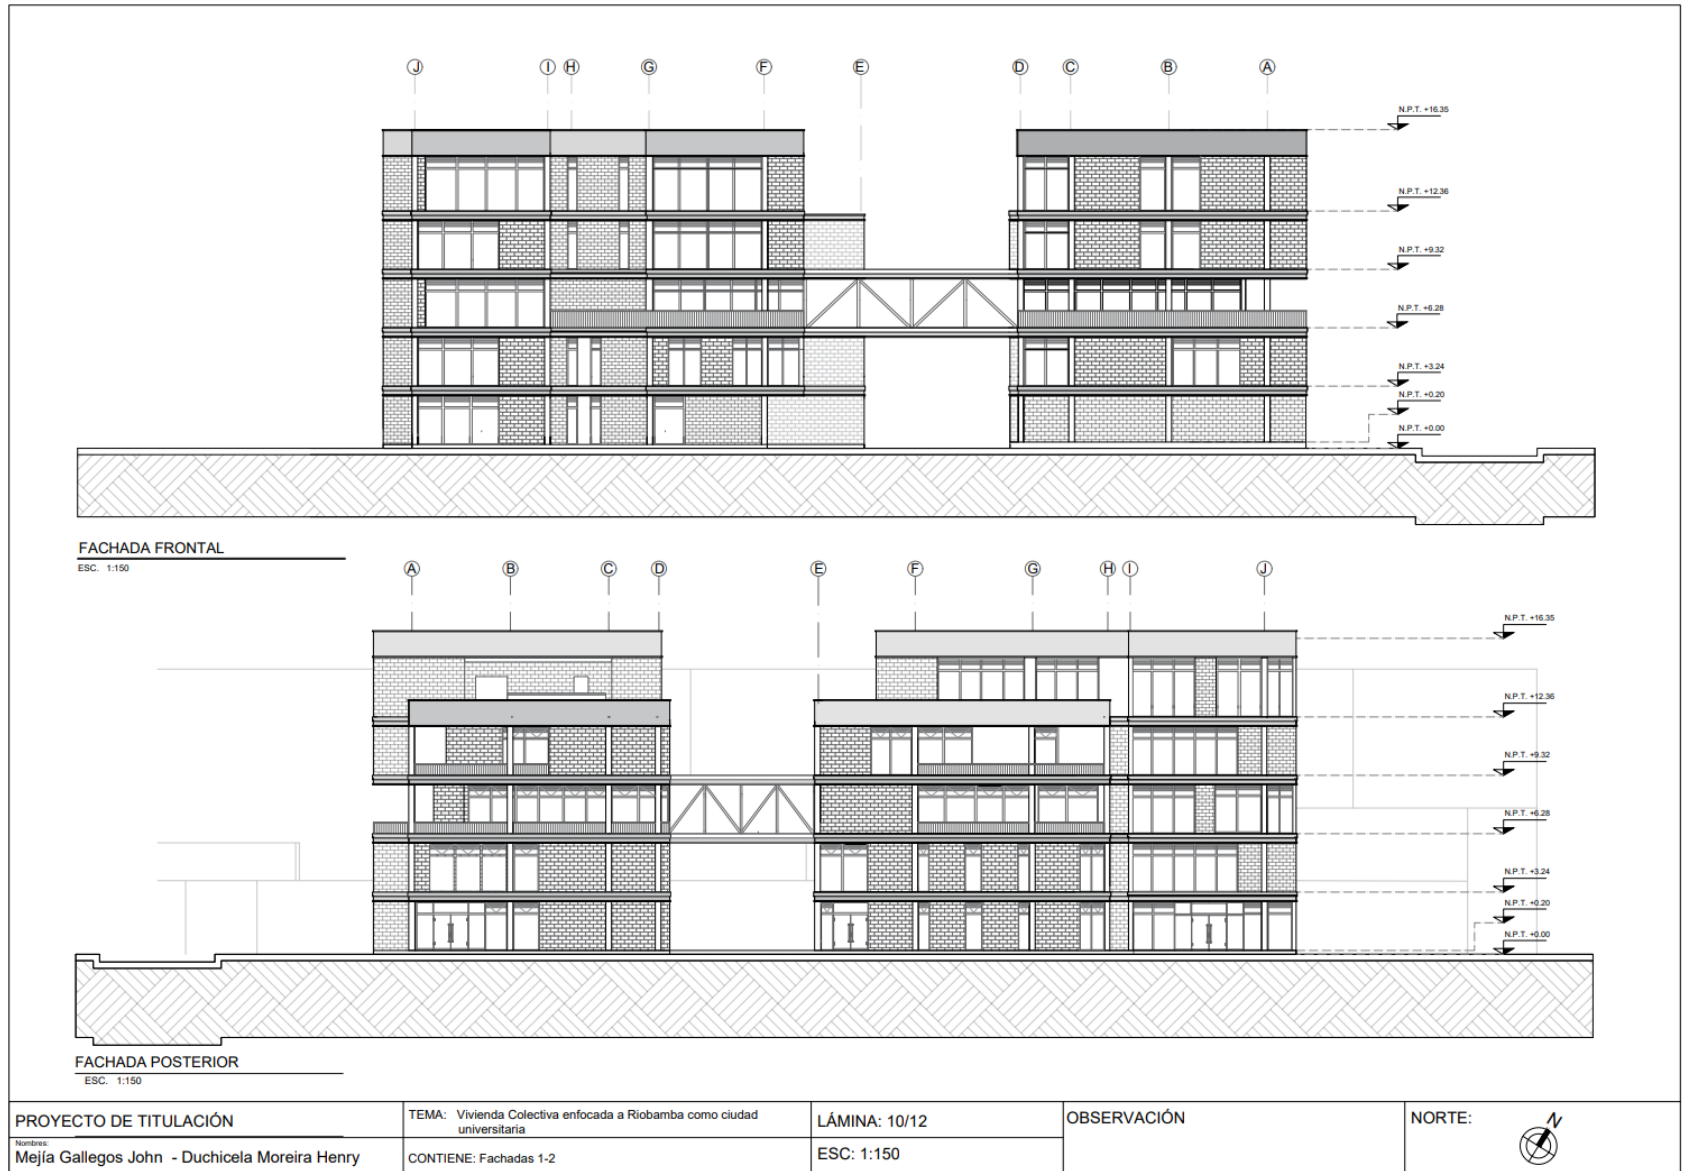 J I H G F E D C B A
N.P.T. +16.35
N.P.T. +12.36
N.P.T. +9.32
N.P.T. +6.28
N.P.T. +3.24
N.P.T. +0.20
N.P.T. +0.00
FACHADA FRONTAL
ESC. 1:150
A B C D E F G H I J
N.P.T. +16.35
N.P.T. +12.36
N.P.T. +9.32
N.P.T. +6.28
N.P.T. +3.24
N.P.T. +0.20
N.P.T. +0.00
FACHADA POSTERIOR
ESC. 1:150
PROYECTO DE TITULACIÓN
Nombres:
Mejía Gallegos John - Duchicela Moreira Henry
TEMA: Vivienda Colectiva enfocada a Riobamba como ciudad
universitaria
CONTIENE: Fachadas 1-2
LÁMINA: 10/12
ESC: 1:150
OBSERVACIÓN
NORTE:
N